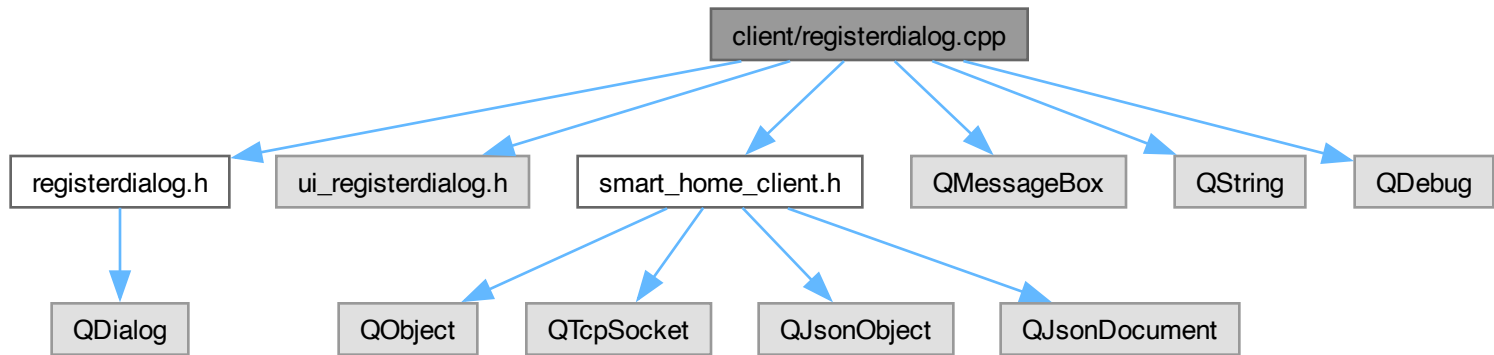 client/registerdialog.cpp
registerdialog.h
ui_registerdialog.h
smart_home_client.h
QMessageBox
QString
QDebug
QDialog
QObject
QTcpSocket
QJsonObject
QJsonDocument